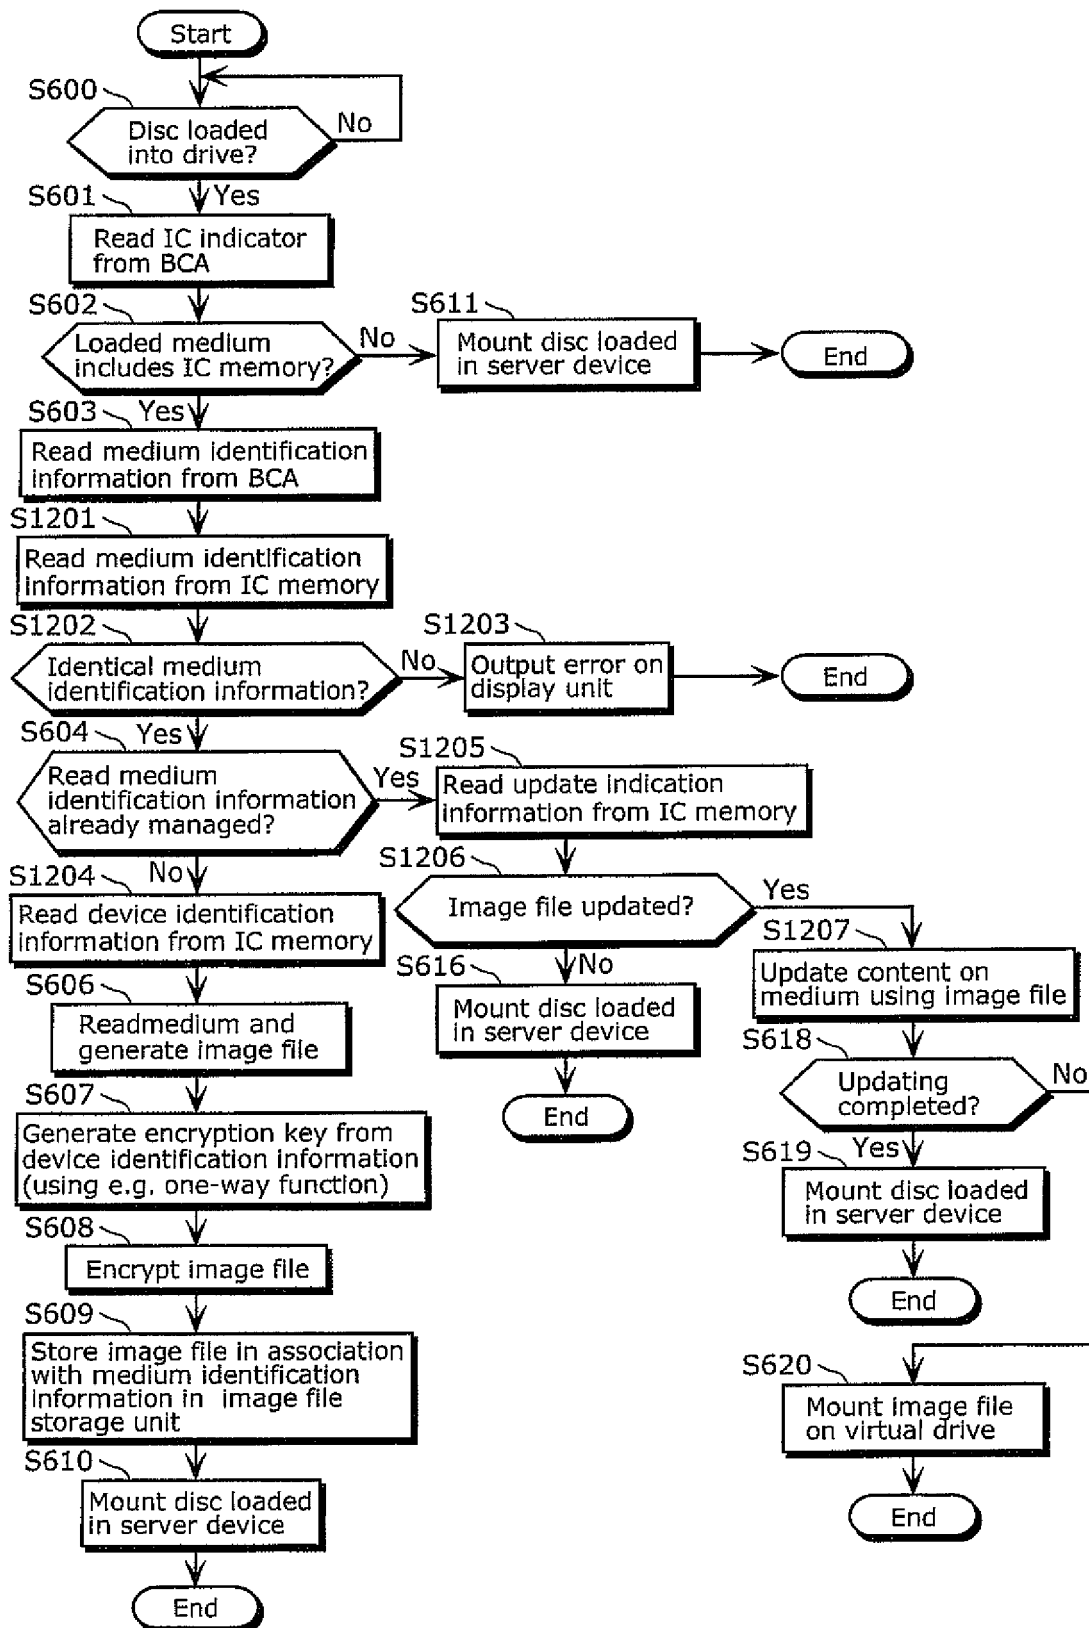 Start
S600
Disc loaded
into drive?
No
Yes
S601
Read IC indicator
from BCA
S602
Loaded medium
includes IC memory?
No
S611
Mount disc loaded
in server device
End
Yes
S603
Read medium identification
information from BCA
S1201
Read medium identification
information from IC memory
S1202
Identical medium
identification information?
No
S1203
Output error on
display unit
End
Yes
S604
Read medium
identification information
already managed?
Yes
S1205
Read update indication
information from IC memory
S1206
Image file updated?
Yes
No
S616
Mount disc loaded
in server device
End
S1207
Update content on
medium using image file
S618
Updating
completed?
No
Yes
S619
Mount disc loaded
in server device
End
S620
Mount image file
on virtual drive
End
No
S1204
Read device identification
information from IC memory
S606
Readmedium and
generate image file
S607
Generate encryption key from
device identification information
(using e.g. one-way function)
S608
Encrypt image file
S609
Store image file in association
with medium identification
information in image file
storage unit
S610
Mount disc loaded
in server device
End